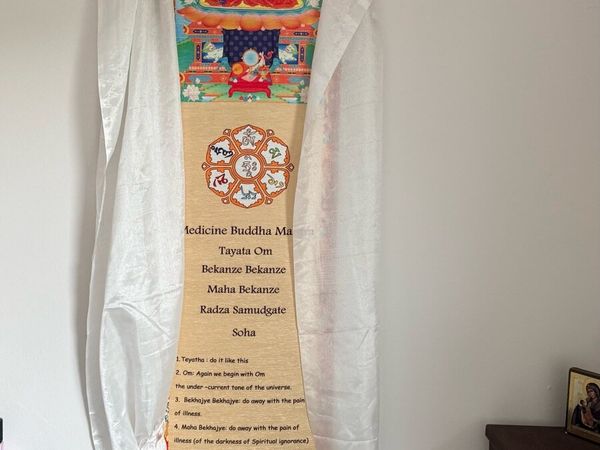 Medicine Buddha Mantra
Tayata Om
Bekanze Bekanze
Maha Bekanze
Radza Samudgate
Soha
1. Teyatha : do it like this
2. Om: Again we begin with Om
the under –current tone of the universe.
3. Bekhajye Bekhajye: do away with the pain
of illness.
4. Maha Bekhajye: do away with the pain of
illness (of the darkness of Spiritual ignorance)